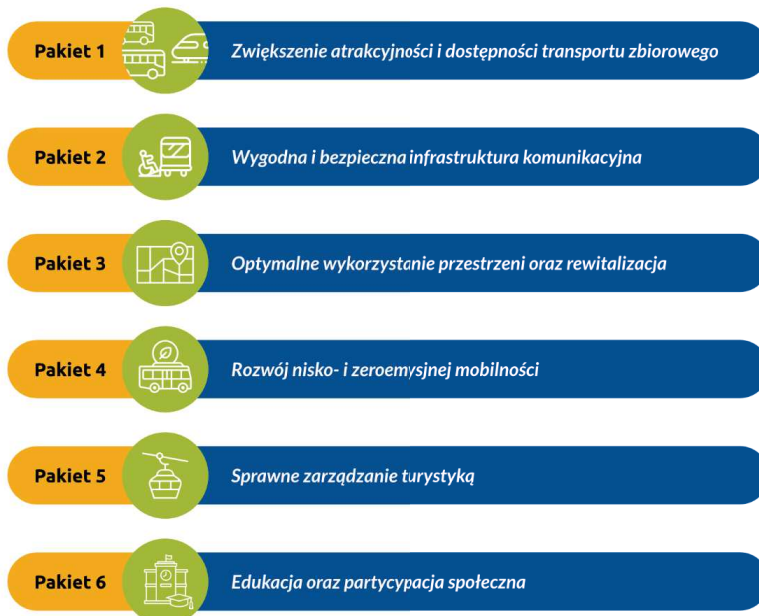 Pakiet 1 Zwiększenie atrakcyjności i dostępności transportu zbiorowego
Pakiet 2 Wygodna i bezpieczna infrastruktura komunikacyjna
Pakiet 3 Optymalne wykorzystanie przestrzeni oraz rewitalizacja
Pakiet 4 Rozwój nisko- i zeroemysjnej mobilności
Pakiet 5 Sprawne zarządzanie turystyką
Pakiet 6 Edukacja oraz partycypacja społeczna